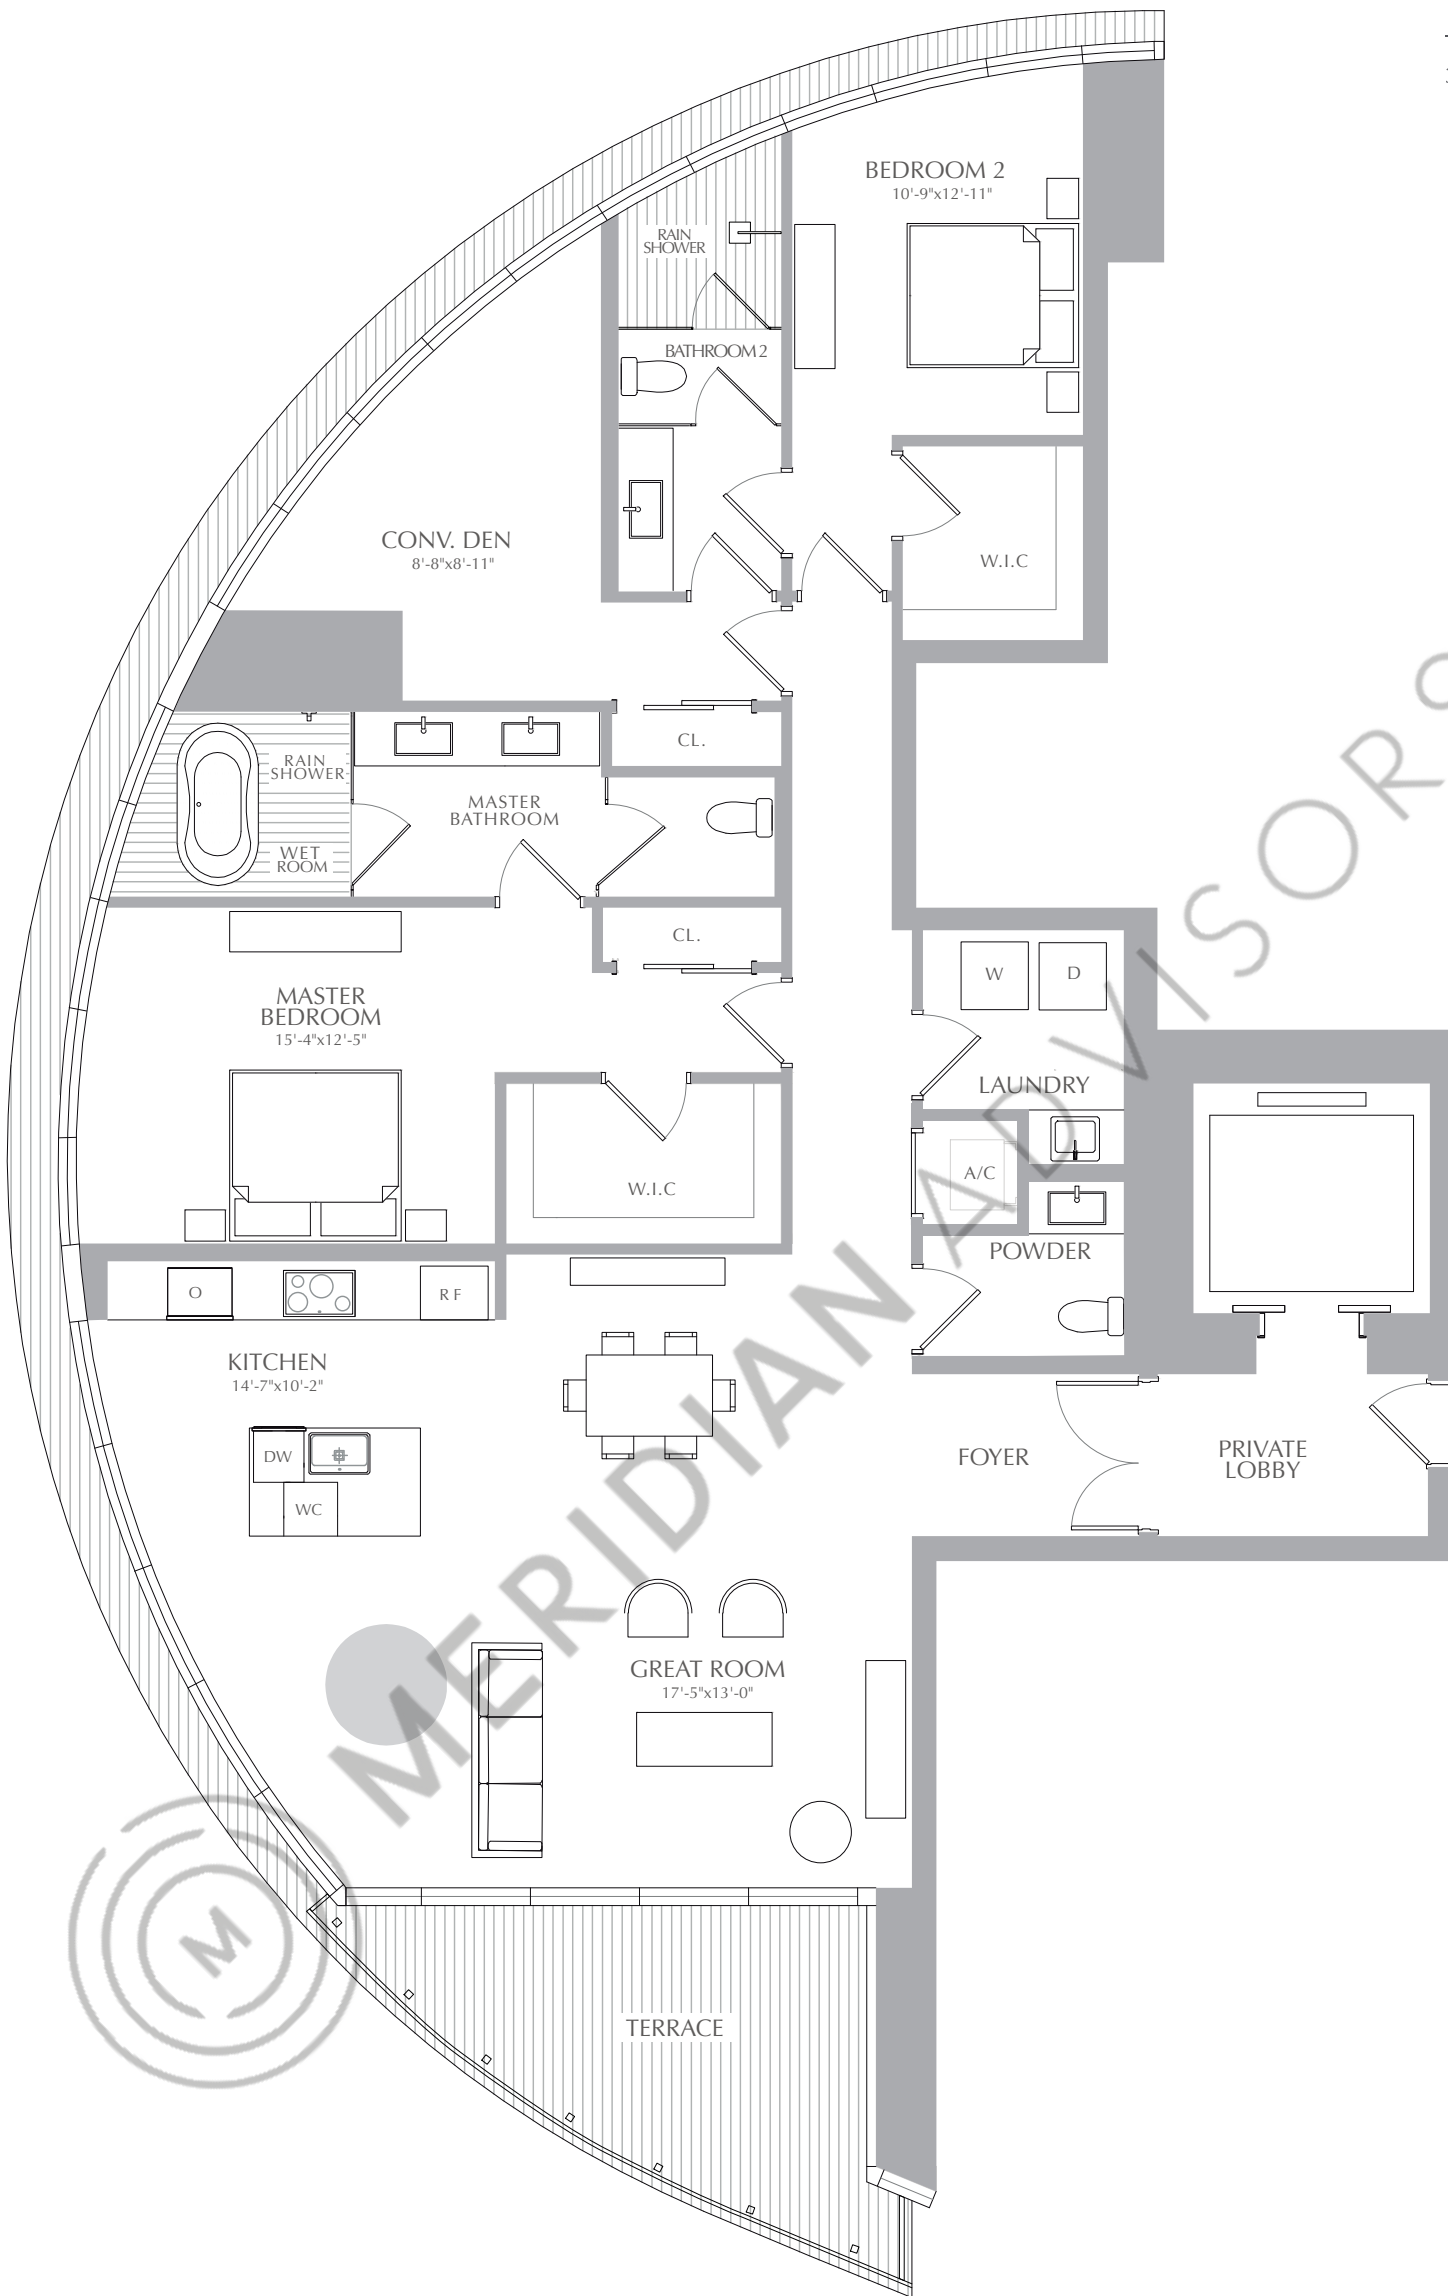 BEDROOM 2
10'-9"x12'-11"
RAIN
SHOWER
BATHROOM 2
CONV. DEN
8'-8"x8'-11"
W.I.C
CL.
RAIN
SHOWER
MASTER
BATHROOM
WET
ROOM
CL.
W
D
MASTER
BEDROOM
15'-4"x12'-5"
LAUNDRY
A/C
W.I.C
POWDER
O
RF
KITCHEN
14'-7"x10'-2"
DW
WC
FOYER
PRIVATE
LOBBY
GREAT ROOM
17'-5"x13'-0"
TERRACE
M
MERIDIAN ADVISORS